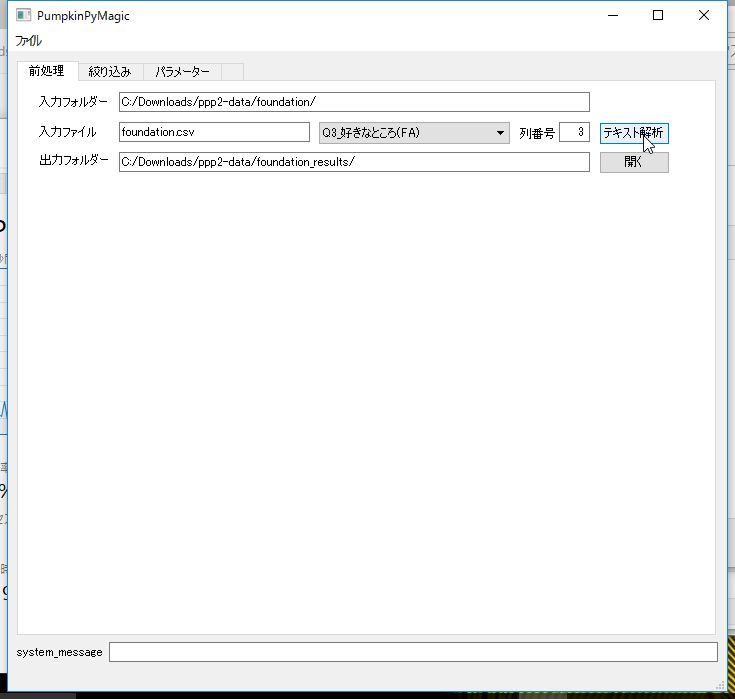 PumpkinPyMagic
ファイル
前処理 絞り込み パラメーター
入力フォルダー C:/Downloads/ppp2-data/foundation/
入力ファイル foundation.csv Q3_好きなところ(FA) 列番号 3 テキスト解析
出力フォルダー C:/Downloads/ppp2-data/foundation_results/ 開く
system_message